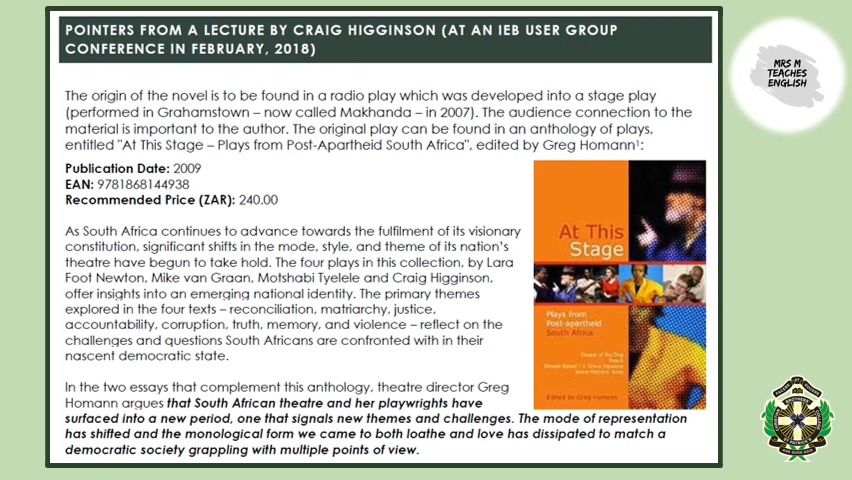 POINTERS FROM A LECTURE BY CRAIG HIGGINSON (AT AN IEB USER GROUP
CONFERENCE IN FEBRUARY, 2018)
MRS M
TEACHES
ENGLISH
The origin of the novel is to be found in a radio play which was developed into a stage play
(performed in Grahamstown – now called Makhanda – in 2007). The audience connection to the
material is important to the author. The original play can be found in an anthology of plays,
entitled "At This Stage – Plays from Post-Apartheid South Africa", edited by Greg Homann¹:
Publication Date: 2009
EAN: 9781868144938
Recommended Price (ZAR): 240.00
As South Africa continues to advance towards the fulfilment of its visionary
constitution, significant shifts in the mode, style, and theme of its nation's
theatre have begun to take hold. The four plays in this collection, by Lara
Foot Newton, Mike van Graan, Motshabi Tyelele and Craig Higginson,
offer insights into an emerging national identity. The primary themes
explored in the four texts – reconciliation, matriarchy, justice,
accountability, corruption, truth, memory, and violence – reflect on the
challenges and questions South Africans are confronted with in their
nascent democratic state.
In the two essays that complement this anthology, theatre director Greg
Homann argues that South African theatre and her playwrights have
surfaced into a new period, one that signals new themes and challenges. The mode of representation
has shifted and the monological form we came to both loathe and love has dissipated to match a
democratic society grappling with multiple points of view.
At This
Stage
Plays from
Post-apartheid
South Africa
Edited by Greg Homann